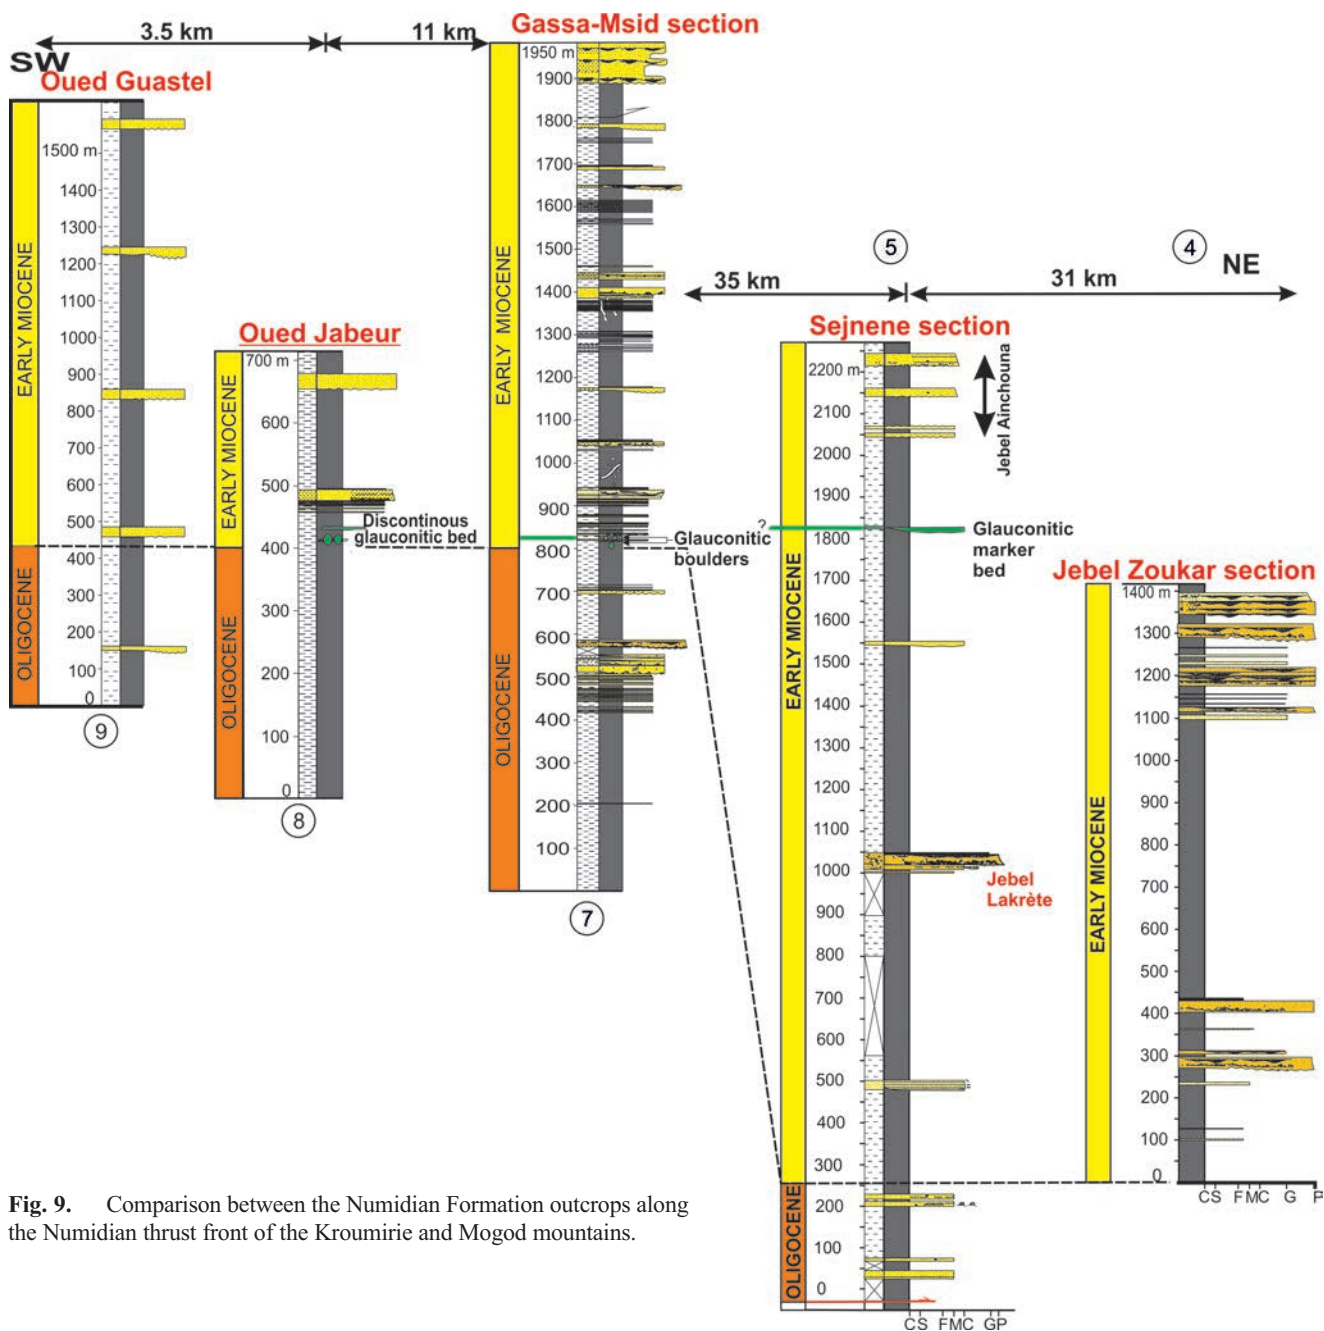 3.5 km
11 km
Gassa-Msid section
SW
Oued Guastel
1500 m
1400
1300
1200
1100
1000
900
800
700
600
500
400
300
200
100
0
EARLY MIOCENE
OLIGOCENE
9
Oued Jabeur
700 m
600
500
400
300
200
100
0
EARLY MIOCENE
OLIGOCENE
Discontinous
glauconitic bed
8
1950 m
1900
1800
1700
1600
1500
1400
1300
1200
1100
1000
900
800
700
600
500
400
300
200
100
EARLY MIOCENE
OLIGOCENE
Glauconitic
boulders
7
5
4
NE
35 km
31 km
Sejnene section
2200 m
2100
2000
1900
1800
1700
1600
1500
1400
1300
1200
1100
1000
900
800
700
600
500
400
300
200
100
0
EARLY MIOCENE
OLIGOCENE
?
Jebel Ainchouna
Glauconitic
marker
bed
Jebel
Lakrète
CS FMC GP
Jebel Zoukar section
1400 m
1300
1200
1100
1000
900
800
700
600
500
400
300
200
100
0
EARLY MIOCENE
CS FMC G P
Fig. 9. Comparison between the Numidian Formation outcrops along
the Numidian thrust front of the Kroumirie and Mogod mountains.